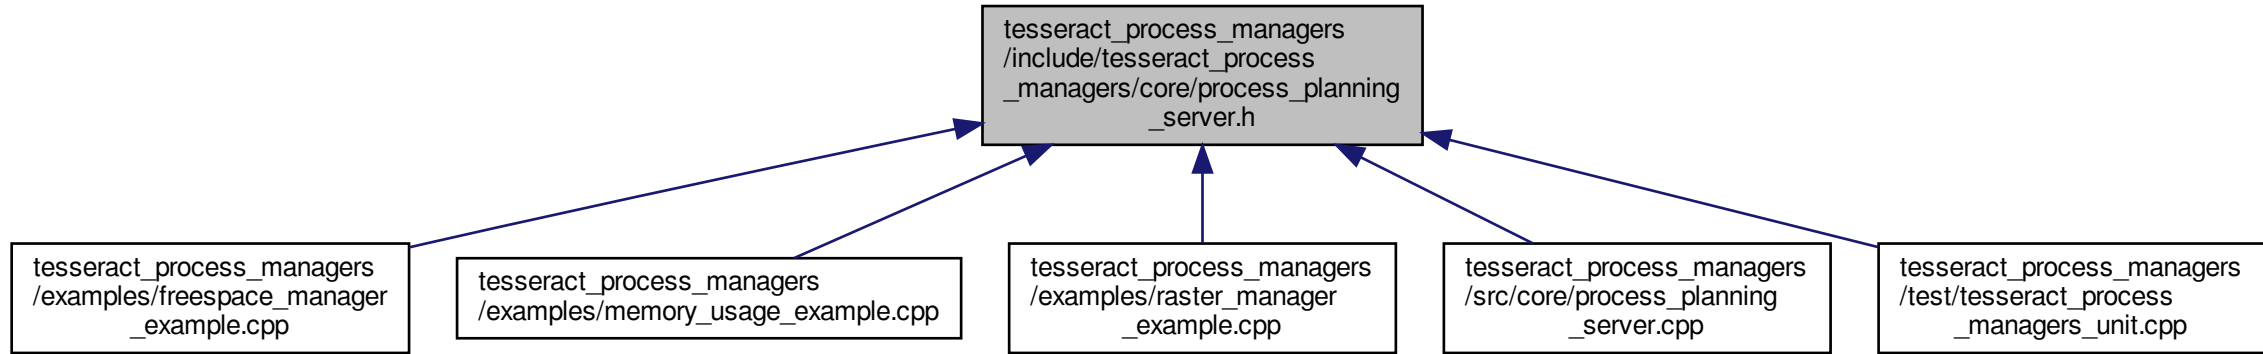 tesseract_process_managers
/include/tesseract_process
_managers/core/process_planning
_server.h
tesseract_process_managers
/examples/freespace_manager
_example.cpp
tesseract_process_managers
/examples/memory_usage_example.cpp
tesseract_process_managers
/examples/raster_manager
_example.cpp
tesseract_process_managers
/src/core/process_planning
_server.cpp
tesseract_process_managers
/test/tesseract_process
_managers_unit.cpp